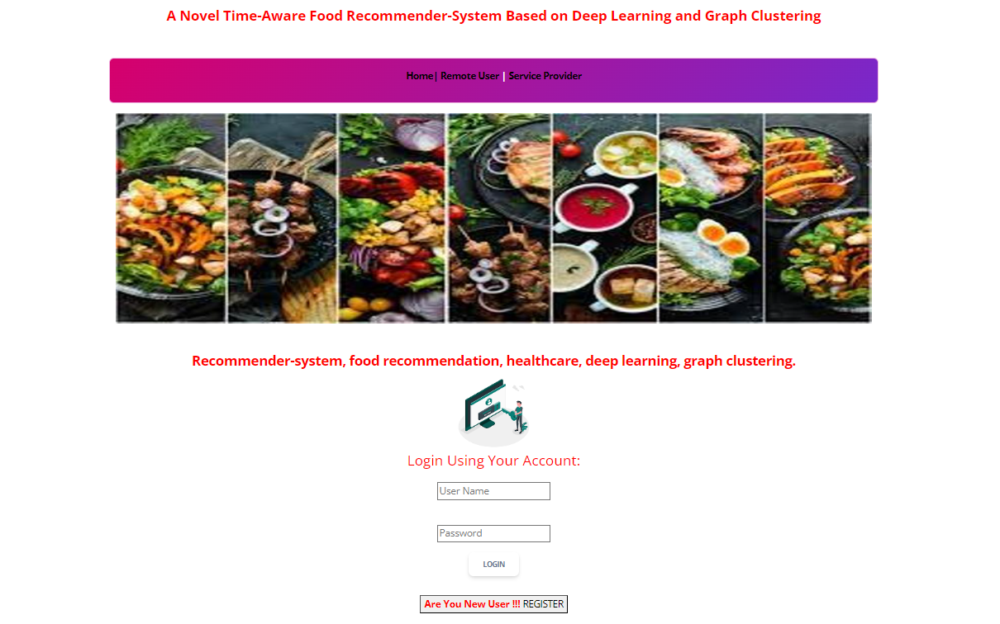 A Novel Time-Aware Food Recommender-System Based on Deep Learning and Graph Clustering
Home| Remote User | Service Provider
Recommender-system, food recommendation, healthcare, deep learning, graph clustering.
Login Using Your Account:
User Name
Password
LOGIN
Are You New User !!! REGISTER